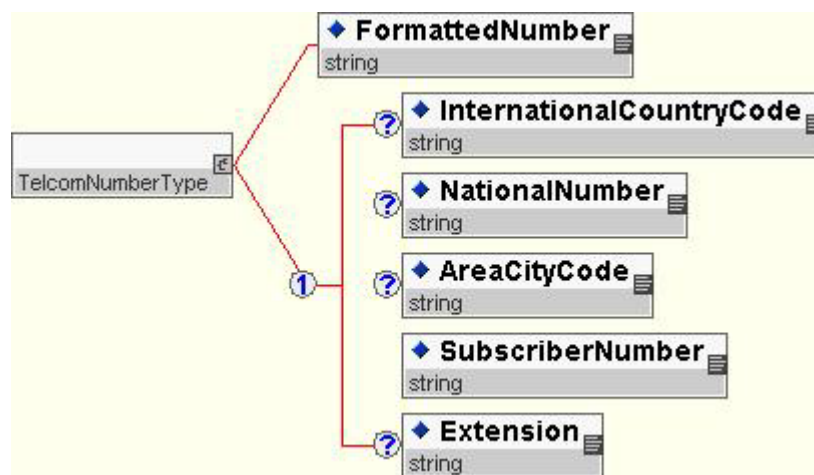 FormattedNumber
string
?
InternationalCountryCode
string
TelcomNumberType
?
NationalNumber
string
1
?
AreaCityCode
string
SubscriberNumber
string
?
Extension
string